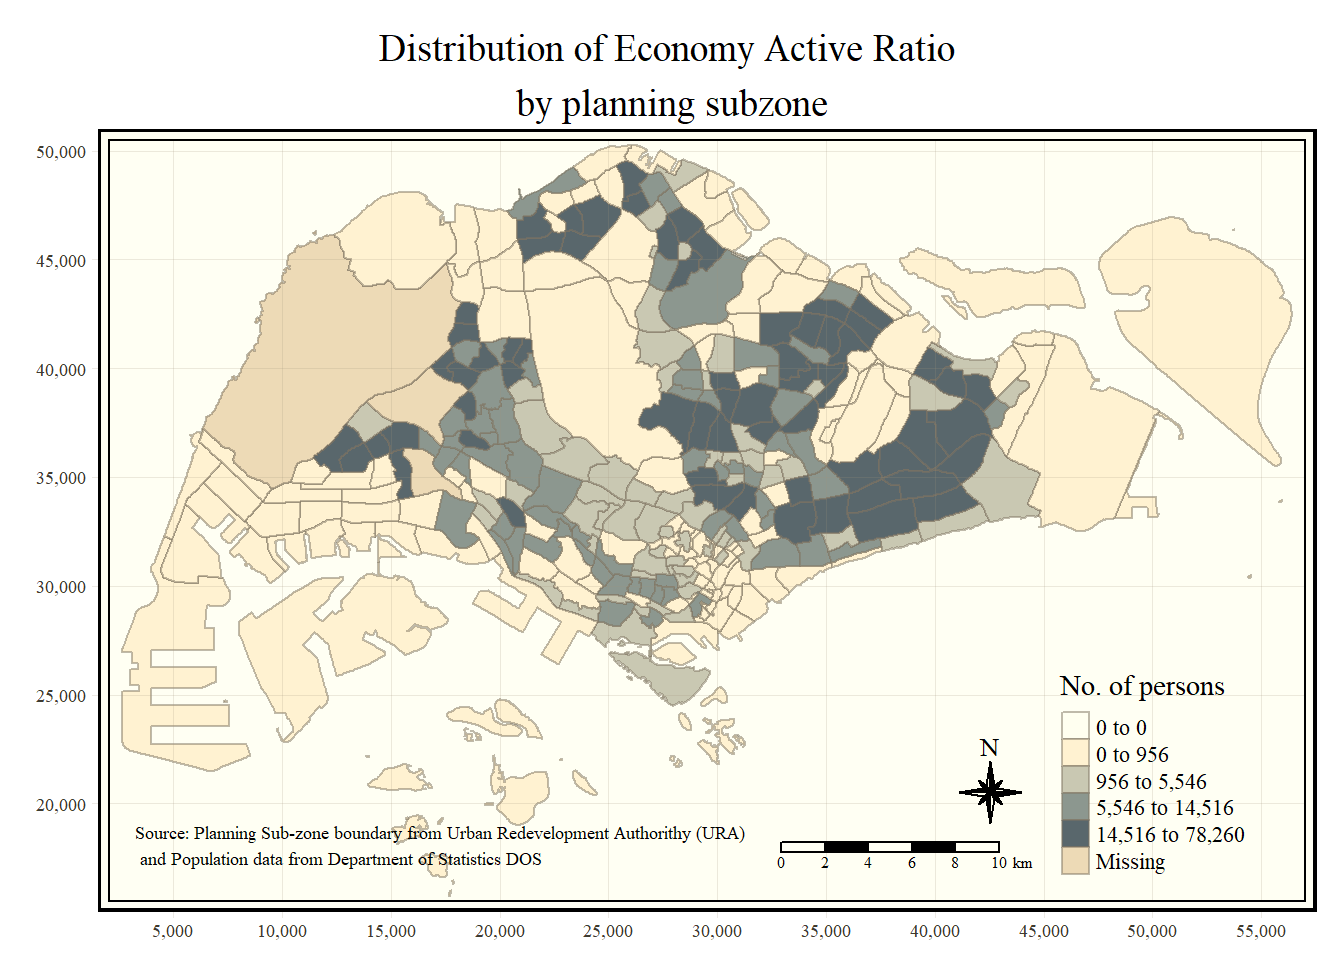 Distribution of Economy Active Ratio
by planning subzone
50,000
45,000
40,000
35,000
30,000
25,000
20,000
No. of persons
0 to 0
0 to 956
956 to 5,546
5,546 to 14,516
14,516 to 78,260
Missing
N
Source: Planning Sub-zone boundary from Urban Redevelopment Authorithy (URA)
and Population data from Department of Statistics DOS
0 2 4 6 8 10 km
5,000 10,000 15,000 20,000 25,000 30,000 35,000 40,000 45,000 50,000 55,000